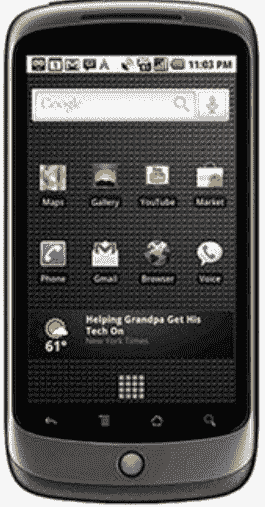 11:03 PM
Google
Maps Gallery YouTube Market
Phone Gmail Browser Voice
Helping Grandpa Get His
Tech On
61° New York Times